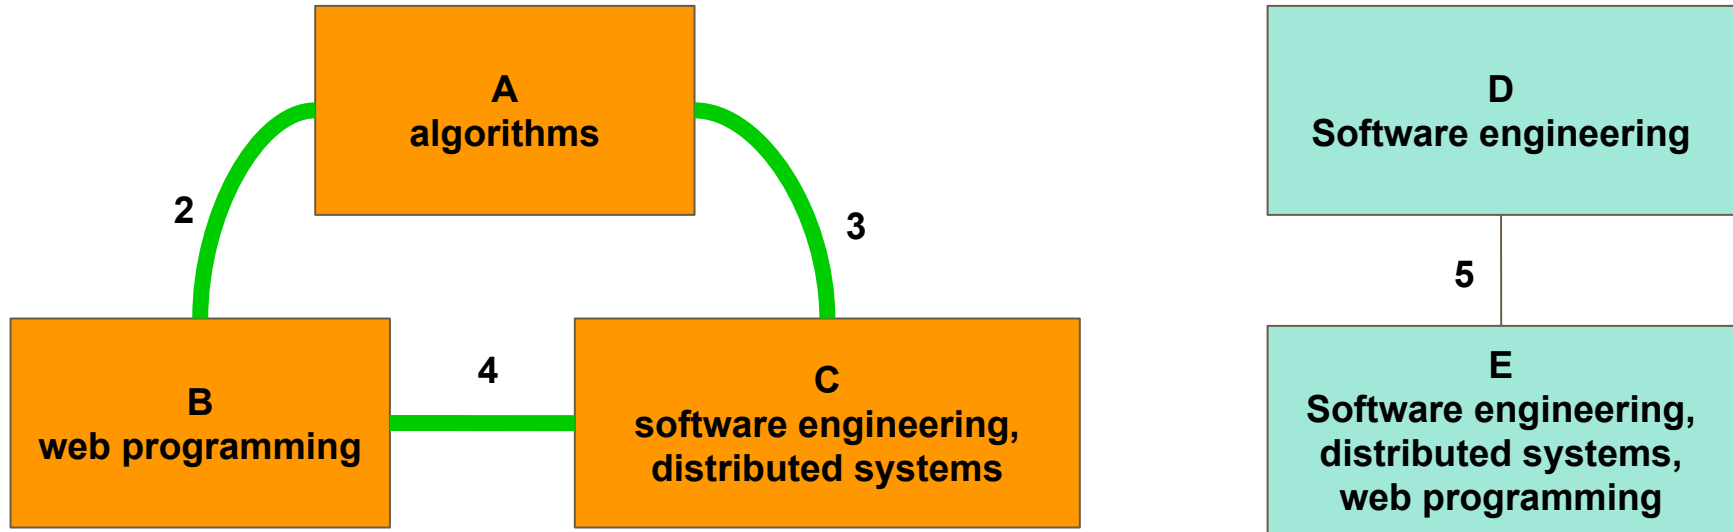 A
algorithms
2
3
B
web programming
4
C
software engineering,
distributed systems
D
Software engineering
5
E
Software engineering,
distributed systems,
web programming